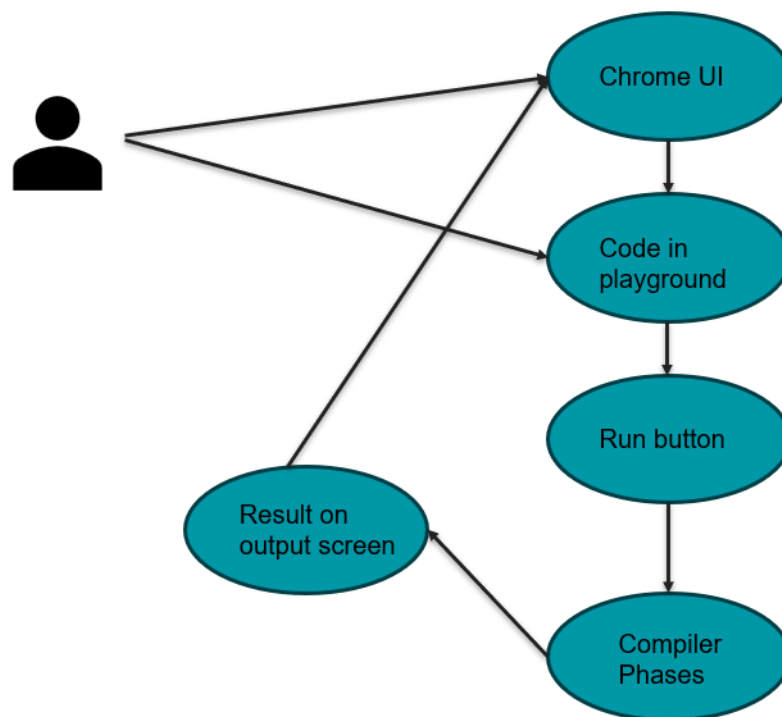 Chrome UI
Code in
playground
Run button
Result on
output screen
Compiler
Phases